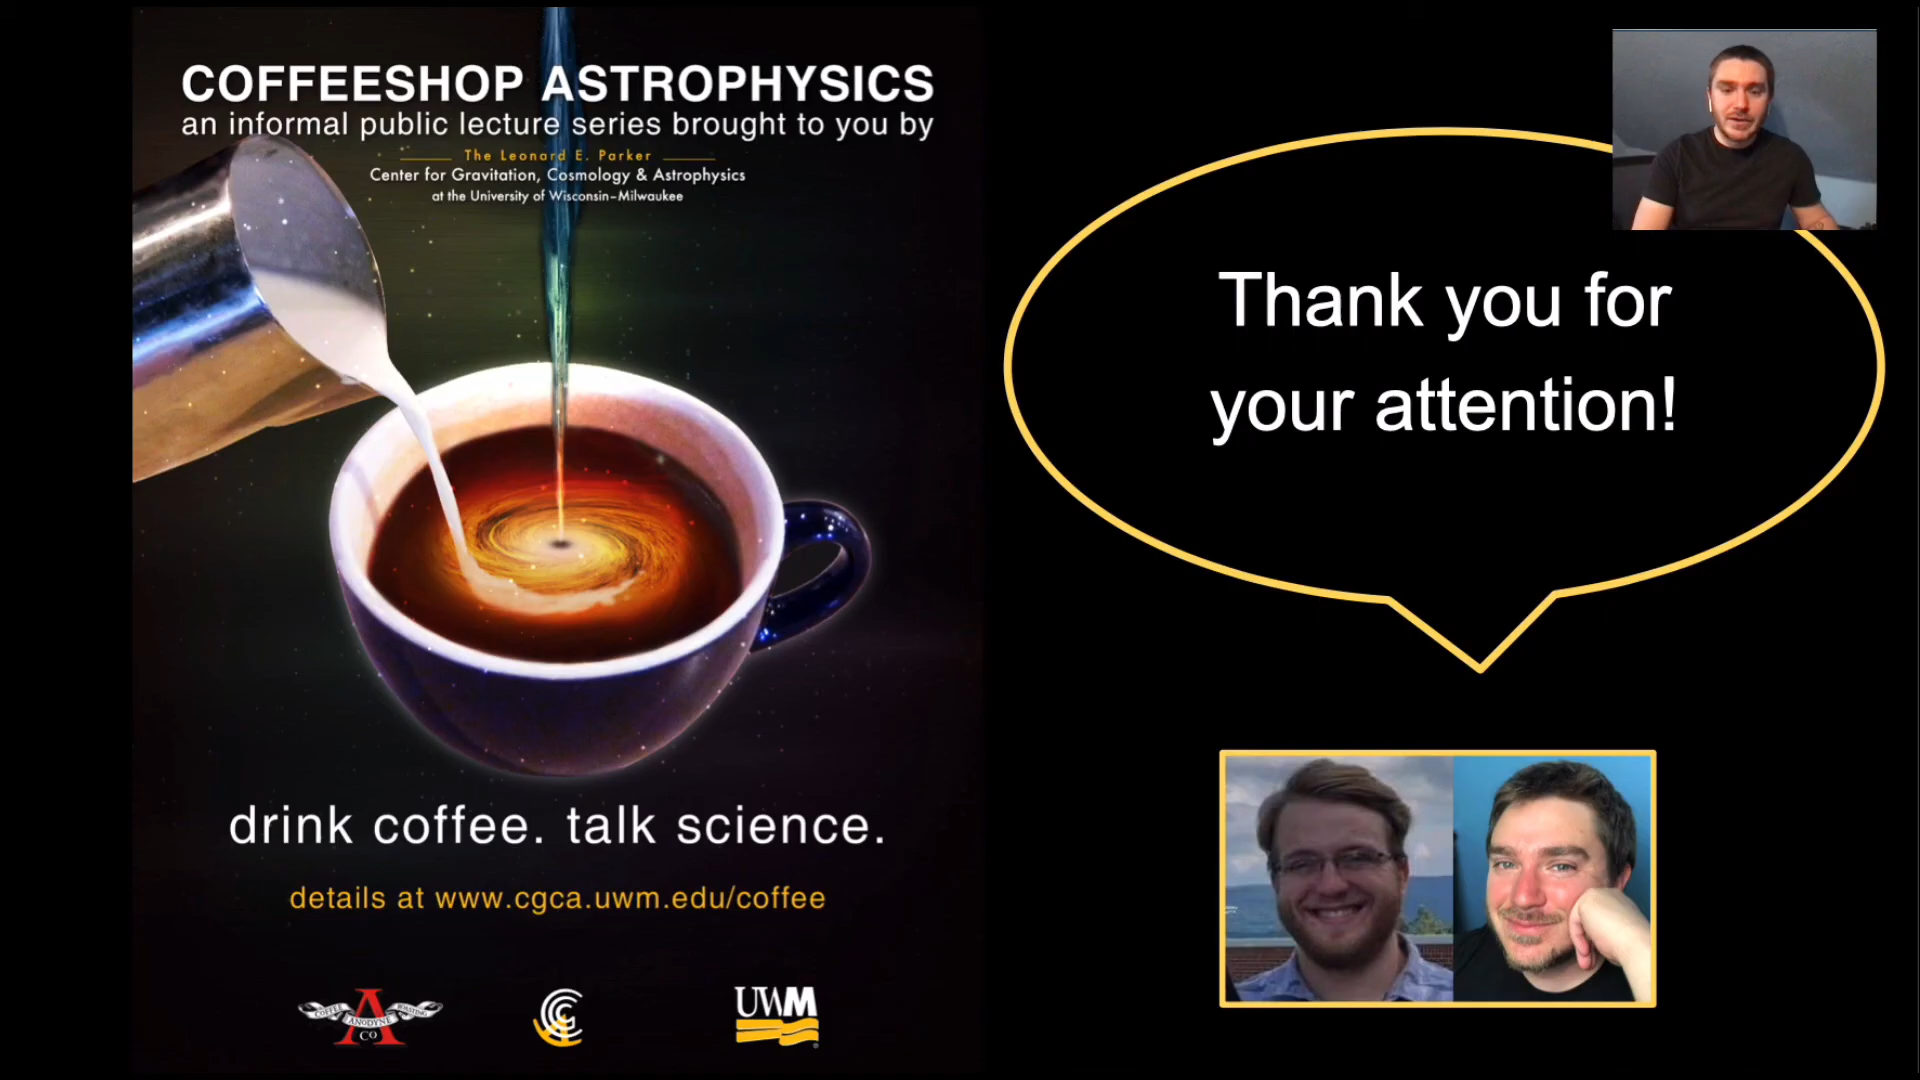 COFFEESHOP ASTROPHYSICS
an informal public lecture series brought to you by
The Leonard E. Parker
Center for Gravitation, Cosmology & Astrophysics
at the University of Wisconsin–Milwaukee
drink coffee. talk science.
details at www.cgca.uwm.edu/coffee
COFFEE
ROASTING
A
ANODYNE
CO
UWM
Thank you for
your attention!